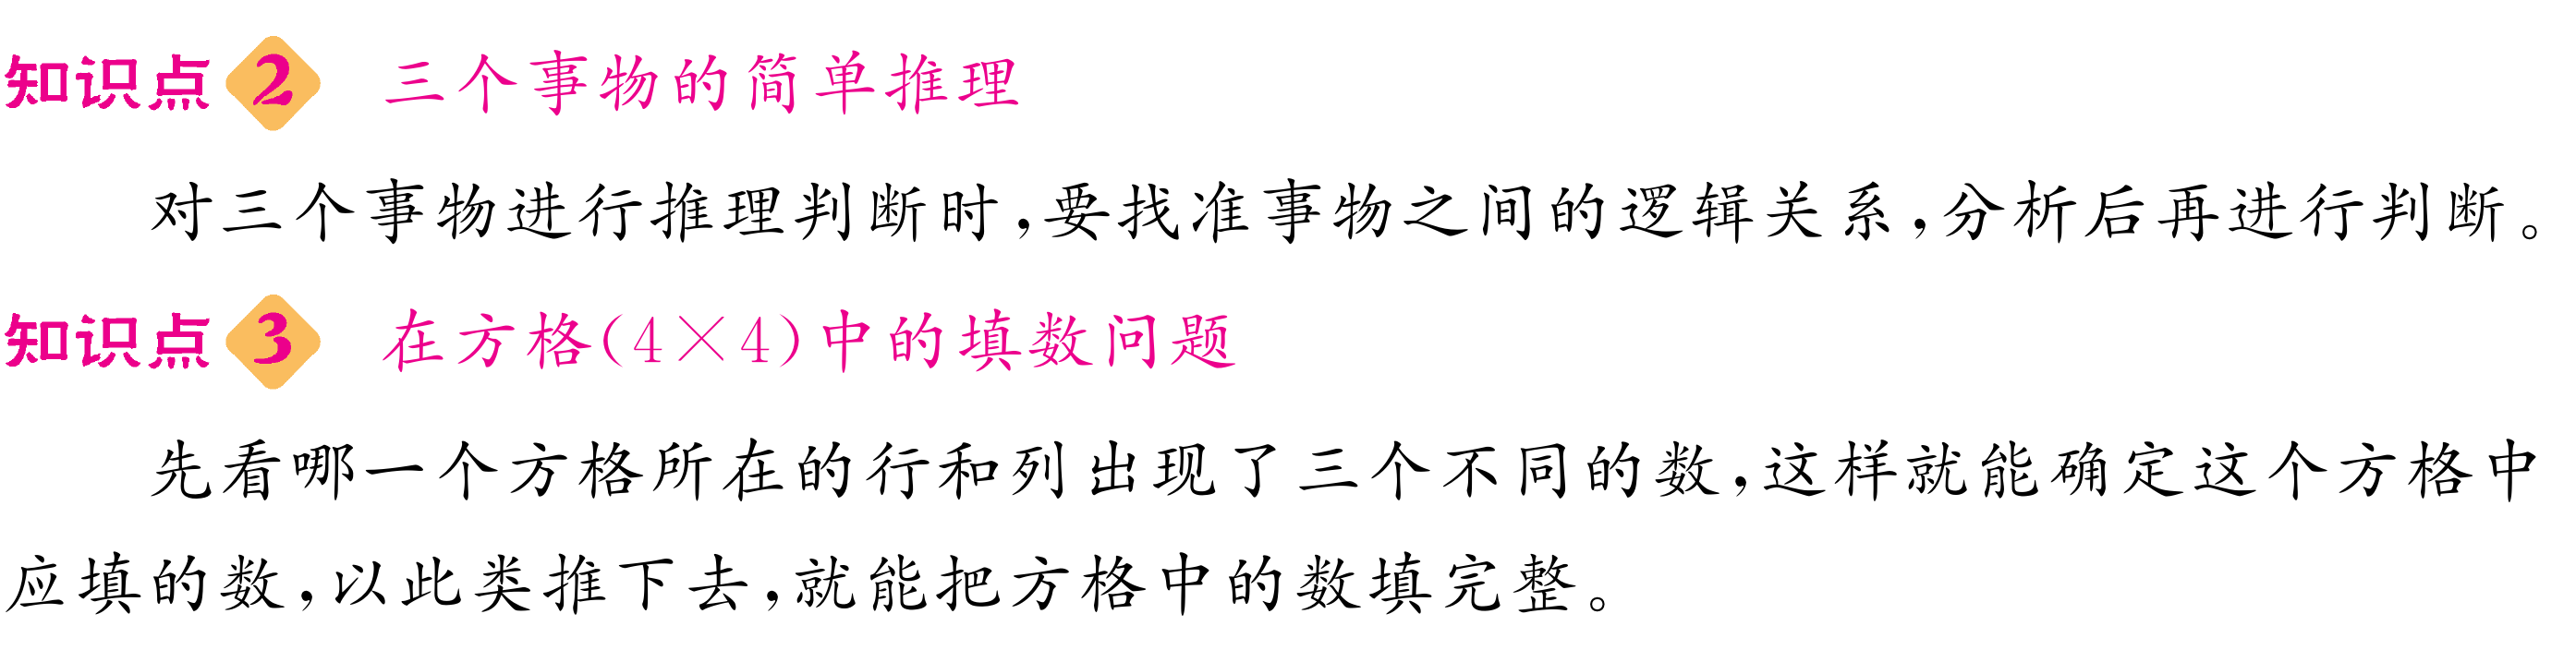 知识点2 三个事物的简单推理
对三个事物进行推理判断时,要找准事物之间的逻辑关系,分析后再进行判断。
知识点3 在方格(4×4)中的填数问题
先看哪一个方格所在的行和列出现了三个不同的数,这样就能确定这个方格中
应填的数,以此类推下去,就能把方格中的数填完整。